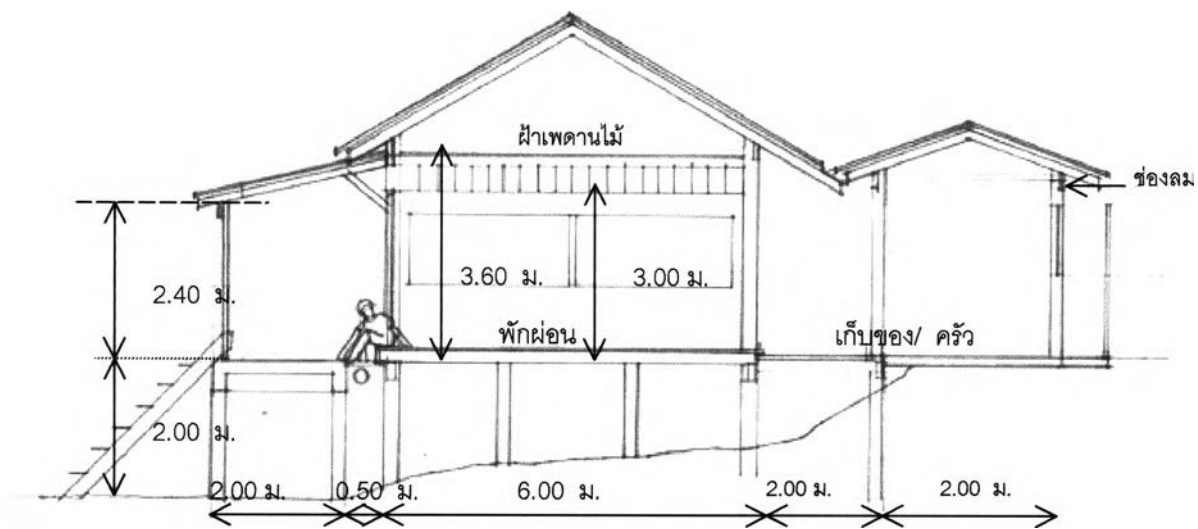 ฝ้าเพดานไม้
ช่องลม
2.40 ม.
3.60 ม.
3.00 ม.
พักผ่อน
เก็บของ/ ครัว
2.00 ม.
2.00 ม.
0.50 ม.
6.00 ม.
2.00 ม.
2.00 ม.